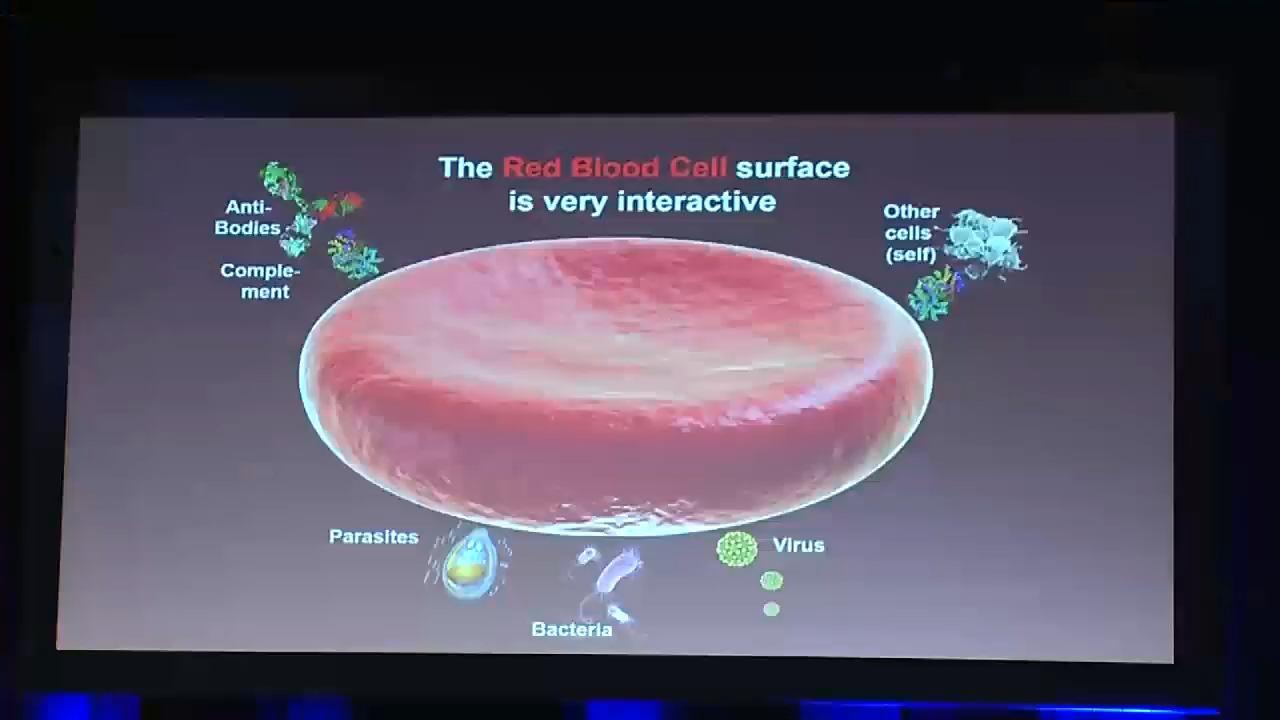 The Red Blood Cell surface
is very interactive
Anti-
Bodies
Comple-
ment
Other
cells
(self)
Parasites
Virus
Bacteria